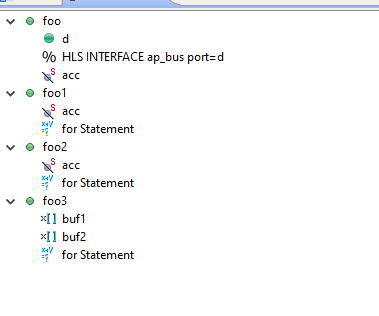 foo
d
% HLS INTERFACE ap_bus port=d
S acc
foo1
S acc
x+y=? for Statement
foo2
S acc
x+y=? for Statement
foo3
x[] buf1
x[] buf2
x+y=? for Statement